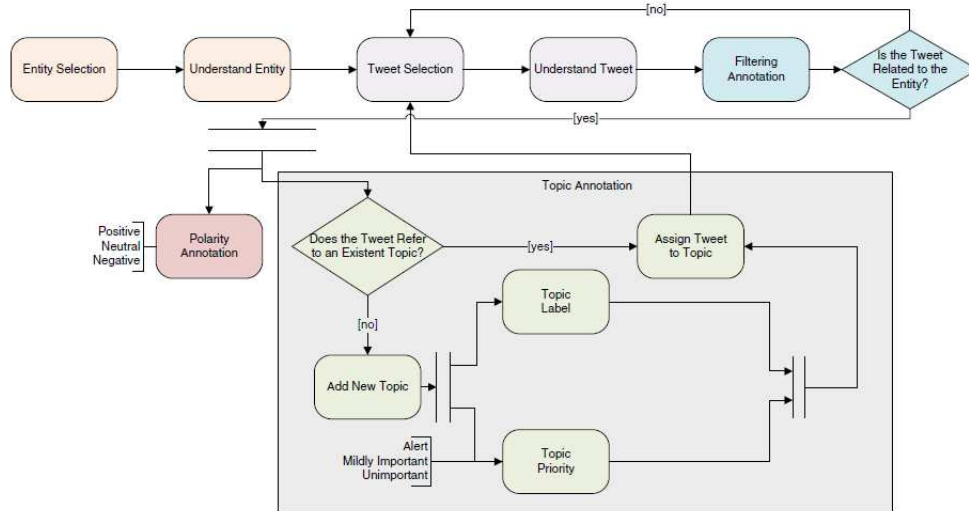 [no]
Entity Selection
Understand Entity
Tweet Selection
Understand Tweet
Filtering
Annotation
Is the Tweet
Related to the
Entity?
[yes]
Topic Annotation
Positive
Neutral
Negative
Polarity
Annotation
Does the Tweet Refer
to an Existent Topic?
[yes]
Assign Tweet
to Topic
[no]
Topic
Label
Add New Topic
Alert
Mildly Important
Unimportant
Topic
Priority